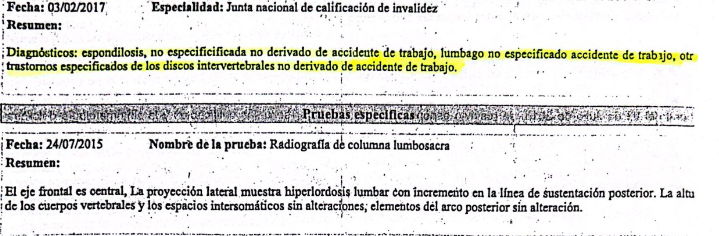 Fecha: 03/02/2017 Especialidad: Junta nacional de calificación de invalidez
Resumen:
Diagnósticos: espondilosis, no especificificada no derivado de accidente de trabajo, lumbago no especificado accidente de trabajo, otr
trastornos especificados de los discos intervertebrales no derivado de accidente de trabajo.
Pruebas especificas
Fecha: 24/07/2015 Nombre de la prueba: Radiografía de columna lumbosacra
Resumen:
El eje frontal es central, La proyección lateral muestra hiperlordosis lumbar con incremento en la línea de sustentación posterior. La altu
de los cuerpos vertebrales y los espacios intersomáticos sin alteraciones, elementos del arco posterior sin alteración.